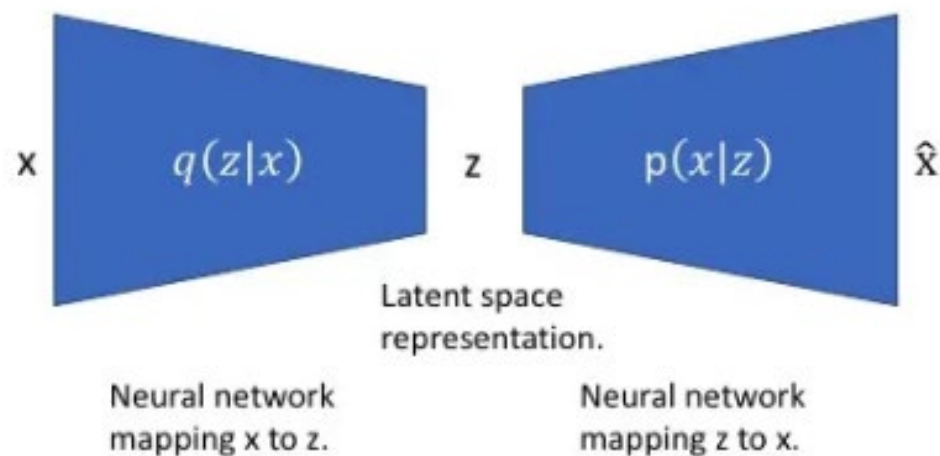 x q(z|x) z p(x|z) x̂
Latent space
representation.
Neural network
mapping x to z.
Neural network
mapping z to x.